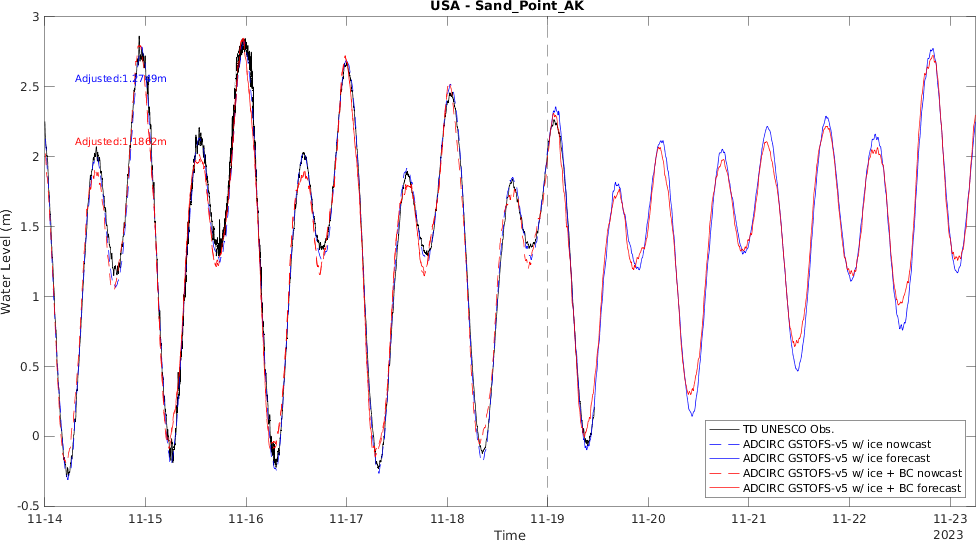 USA - Sand_Point_AK
3
2.5
2
1.5
1
0.5
0
-0.5
Water Level (m)
Adjusted:1.2749m
Adjusted:1.1862m
TD UNESCO Obs.
ADCIRC GSTOFS-v5 w/ ice nowcast
ADCIRC GSTOFS-v5 w/ ice forecast
ADCIRC GSTOFS-v5 w/ ice + BC nowcast
ADCIRC GSTOFS-v5 w/ ice + BC forecast
11-14 11-15 11-16 11-17 11-18 11-19 11-20 11-21 11-22 11-23
Time
2023